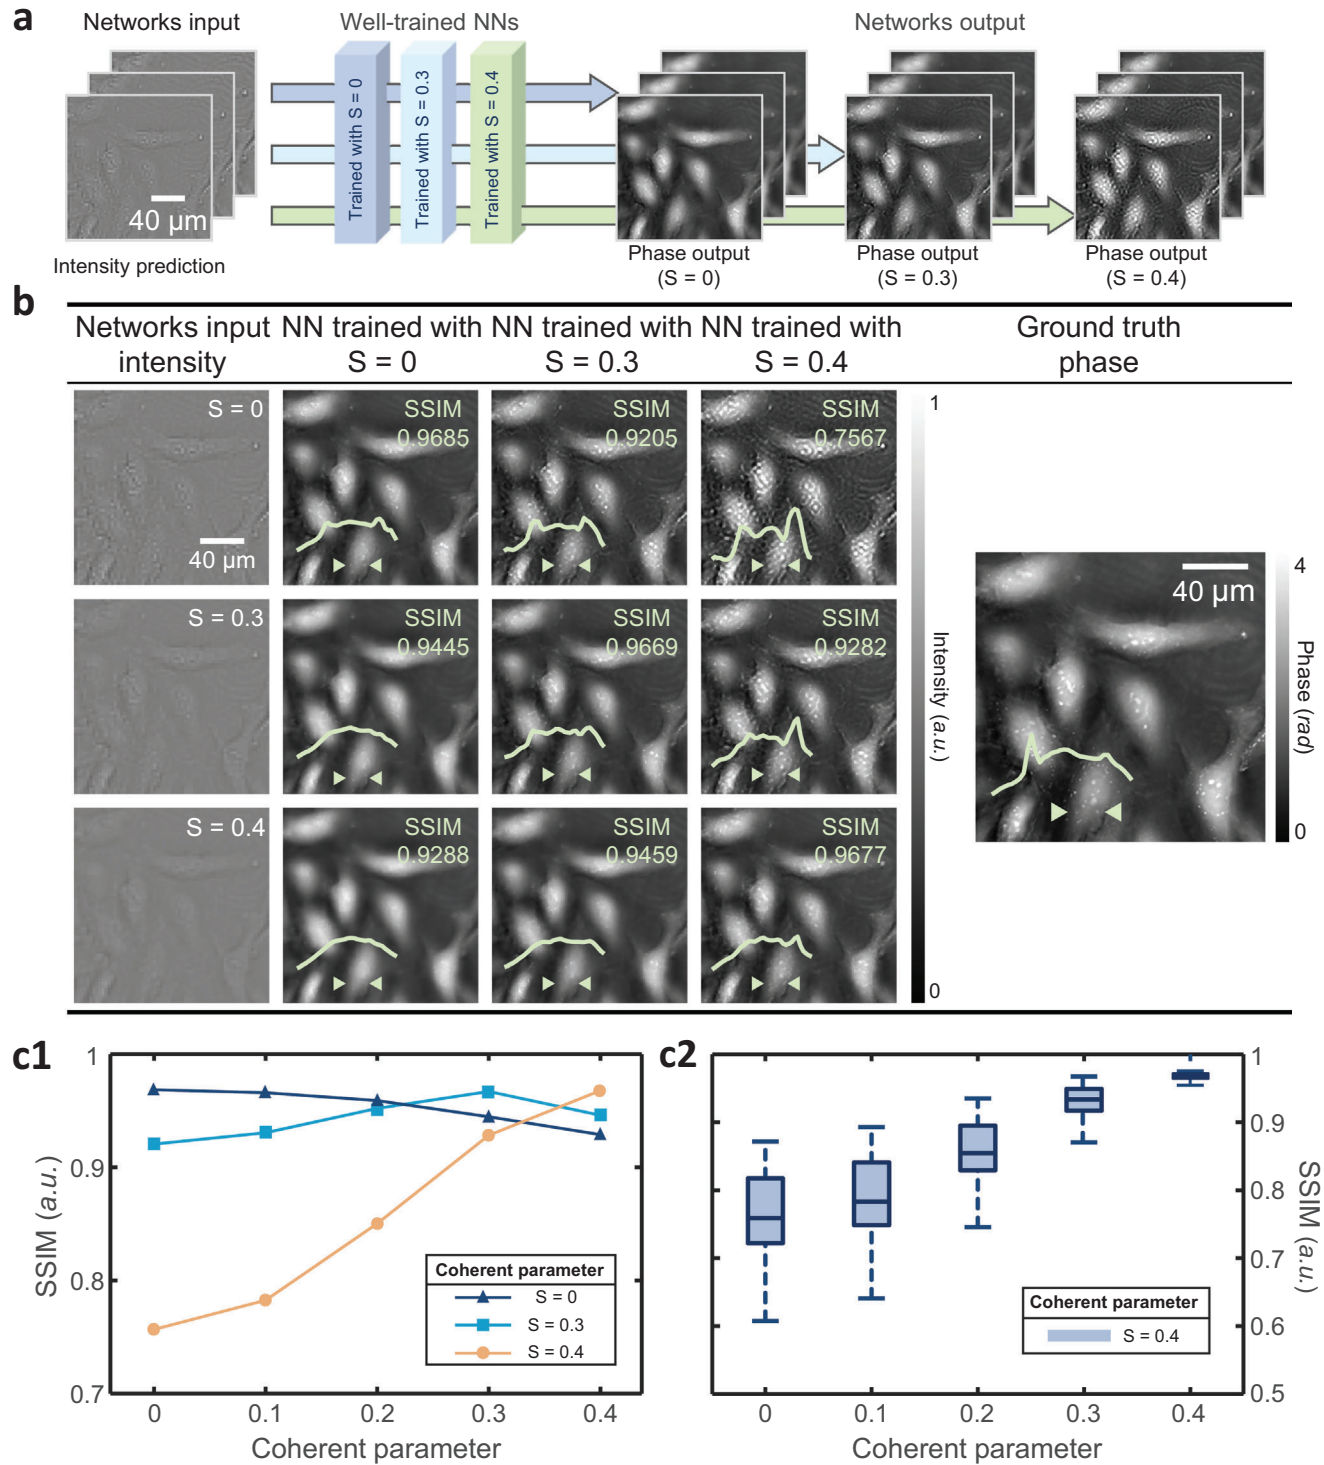 a
Networks input
Well-trained NNs
Networks output
Trained with S = 0
Trained with S = 0.3
Trained with S = 0.4
40 μm
Intensity prediction
Phase output
(S = 0)
Phase output
(S = 0.3)
Phase output
(S = 0.4)
b
Networks input
intensity
NN trained with
S = 0
NN trained with
S = 0.3
NN trained with
S = 0.4
Ground truth
phase
S = 0
40 μm
SSIM
0.9685
SSIM
0.9205
SSIM
0.7567
S = 0.3
SSIM
0.9445
SSIM
0.9669
SSIM
0.9282
S = 0.4
SSIM
0.9288
SSIM
0.9459
SSIM
0.9677
1
Intensity (a.u.)
0
40 μm
4
Phase (rad)
0
c1
1
0.9
0.8
0.7
SSIM (a.u.)
Coherent parameter
S = 0
S = 0.3
S = 0.4
0
0.1
0.2
0.3
0.4
Coherent parameter
c2
1
0.9
0.8
0.7
0.6
0.5
SSIM (a.u.)
Coherent parameter
S = 0.4
0
0.1
0.2
0.3
0.4
Coherent parameter